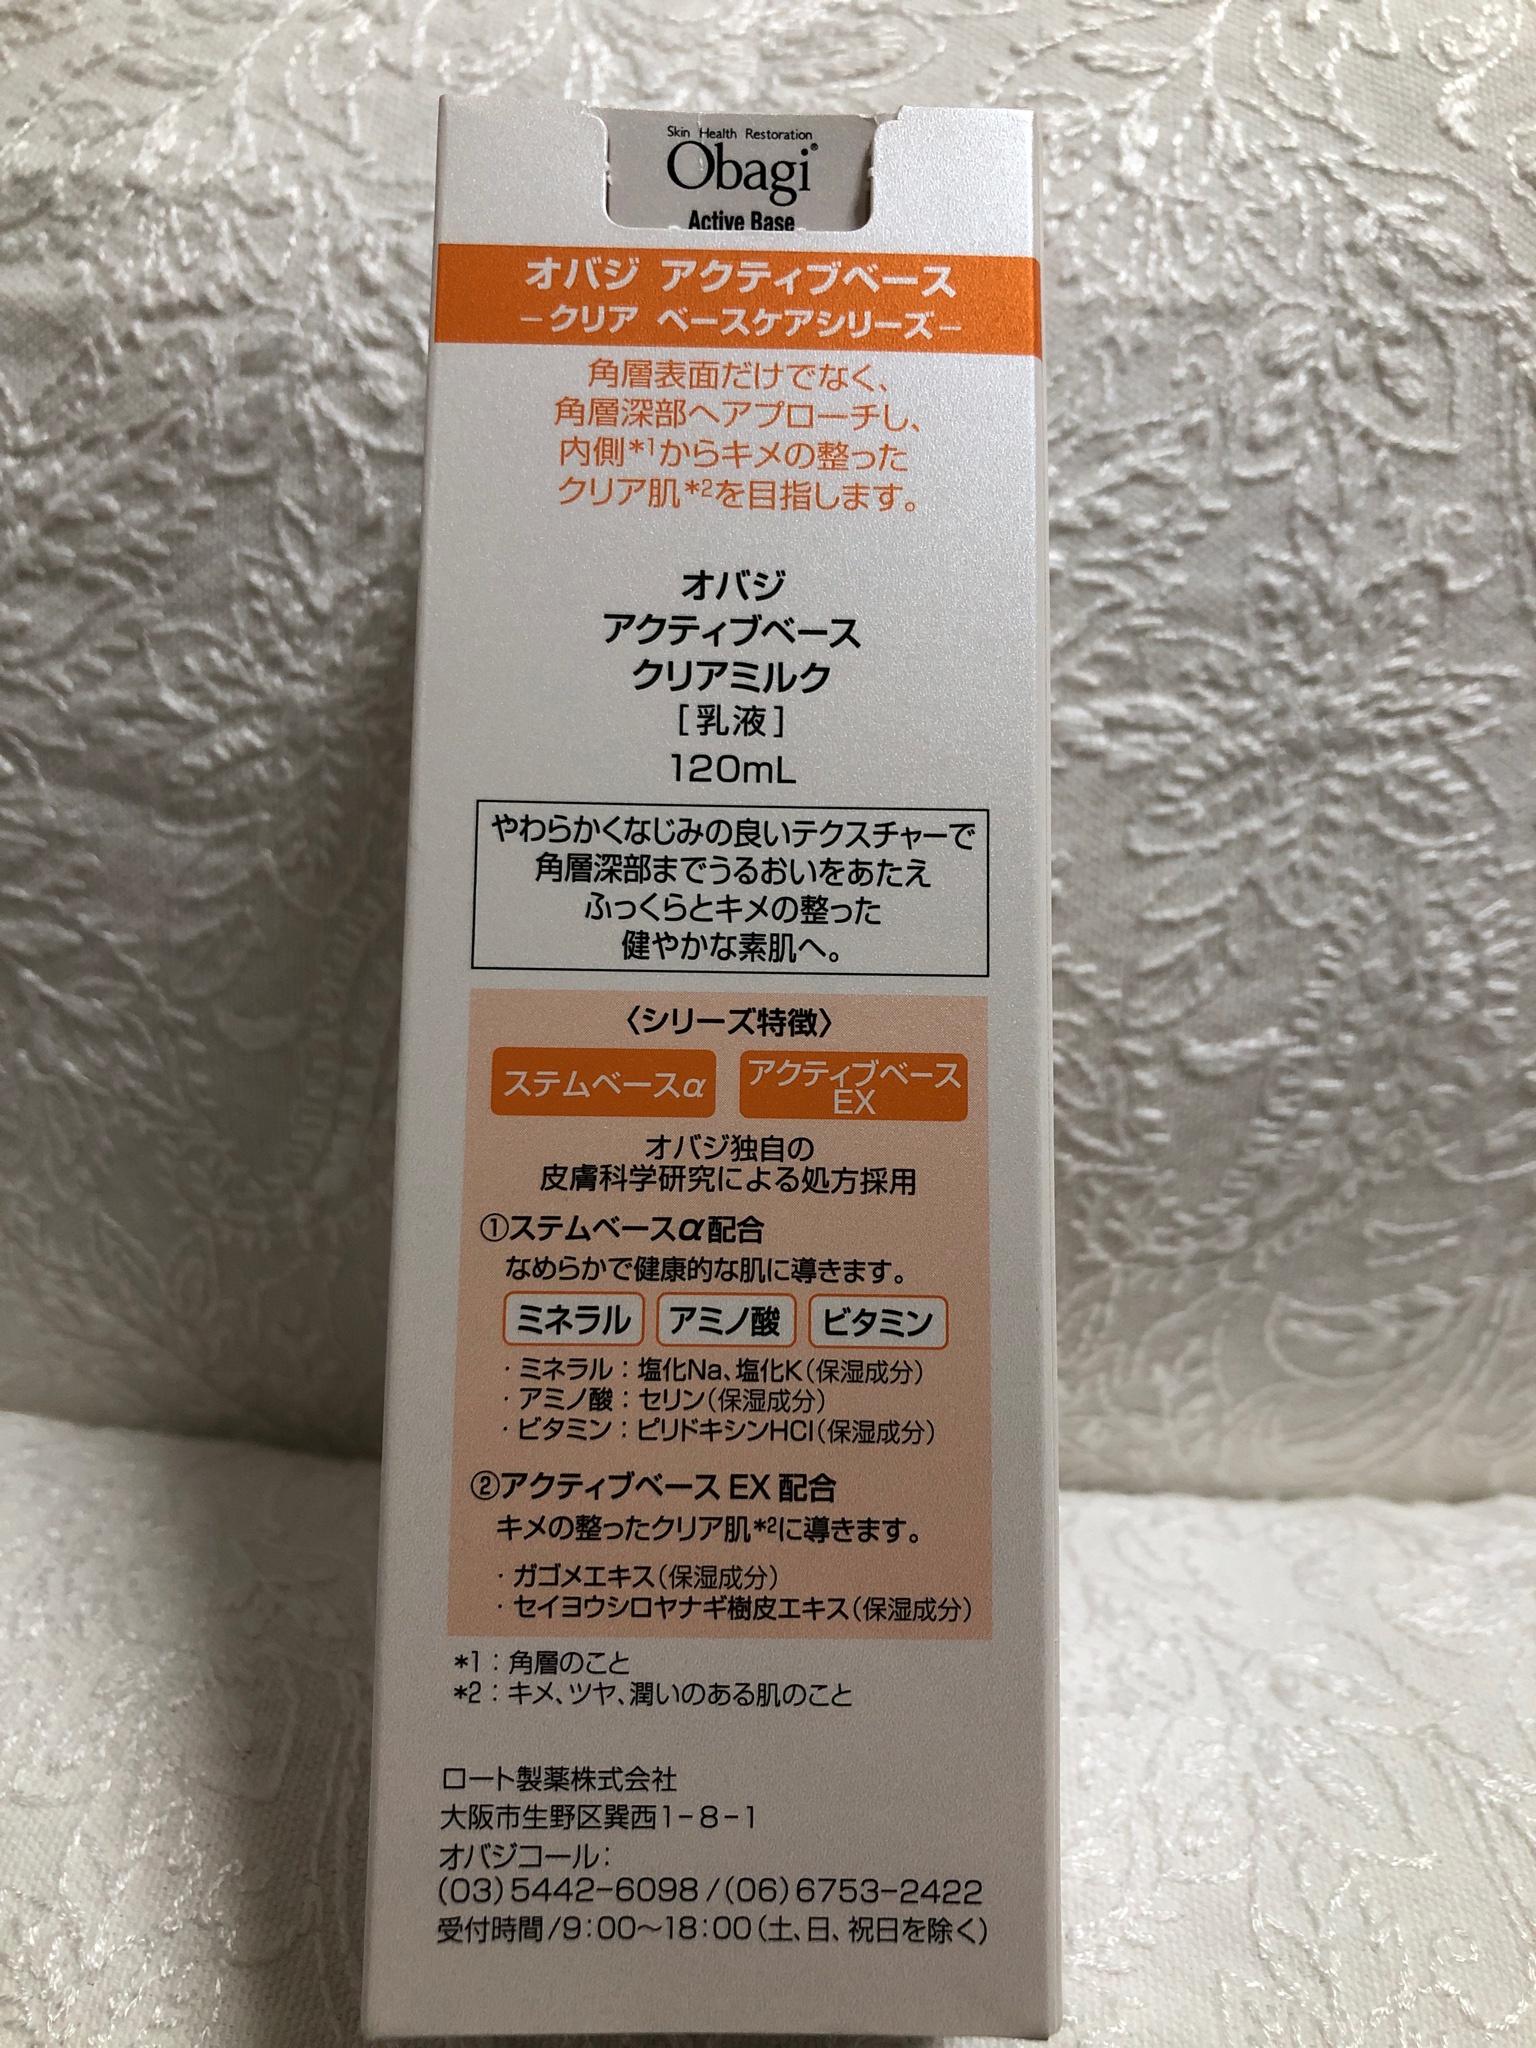 Skin Health Restoration
Obagi®
Active Base
オバジ アクティブベース
−クリア ベースケアシリーズ−
角層表面だけでなく、
角層深部へアプローチし、
内側*1からキメの整った
クリア肌*2を目指します。
オバジ
アクティブベース
クリアミルク
[乳液]
120mL
やわらかくなじみの良いテクスチャーで
角層深部までうるおいをあたえ
ふっくらとキメの整った
健やかな素肌へ。
〈シリーズ特徴〉
ステムベースα
アクティブベース
EX
オバジ独自の
皮膚科学研究による処方採用
①ステムベースα配合
なめらかで健康的な肌に導きます。
ミネラル アミノ酸 ビタミン
・ミネラル：塩化Na、塩化K（保湿成分）
・アミノ酸：セリン（保湿成分）
・ビタミン：ピリドキシンHCl（保湿成分）
②アクティブベース EX 配合
キメの整ったクリア肌*2に導きます。
・ガゴメエキス（保湿成分）
・セイヨウシロヤナギ樹皮エキス（保湿成分）
*1：角層のこと
*2：キメ、ツヤ、潤いのある肌のこと
ロート製薬株式会社
大阪市生野区巽西1−8−1
オバジコール：
(03)5442−6098/(06)6753−2422
受付時間/9：00〜18：00（土、日、祝日を除く）